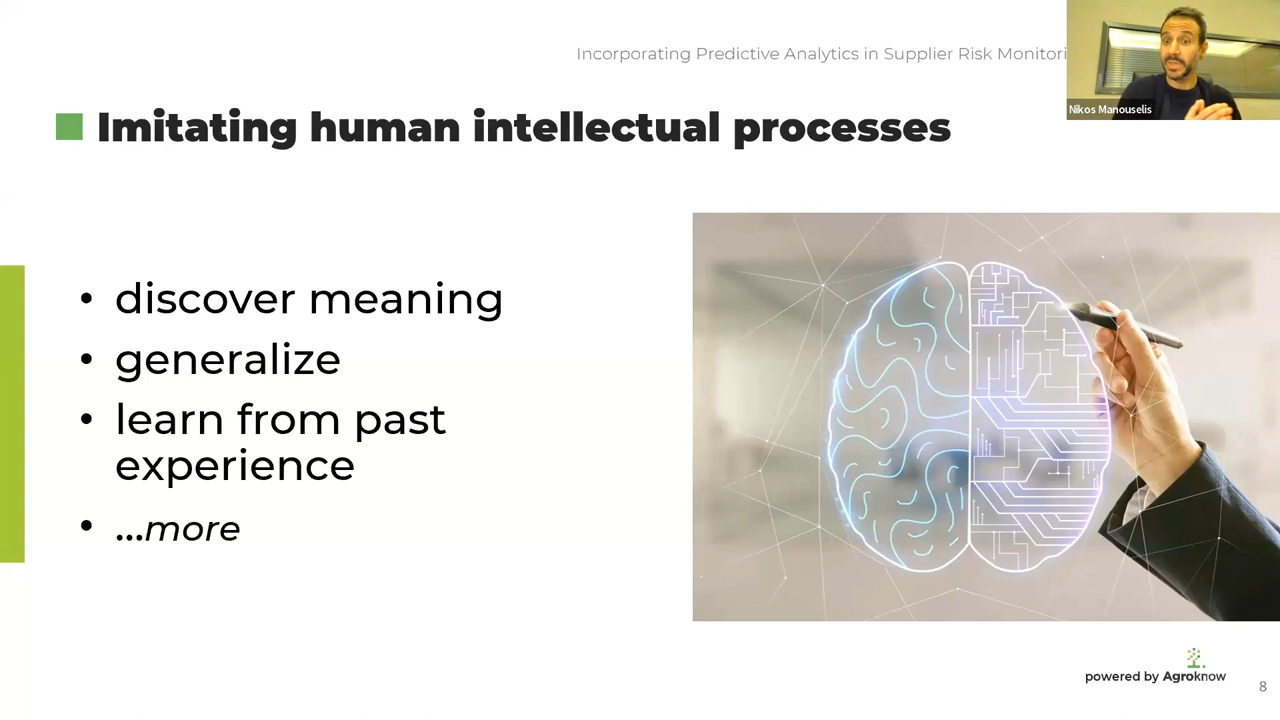 Incorporating Predictive Analytics in Supplier Risk
Nikos Manouselis
Imitating human intellectual processes
• discover meaning
• generalize
• learn from past
experience
• ...more
powered by Agroknow
8